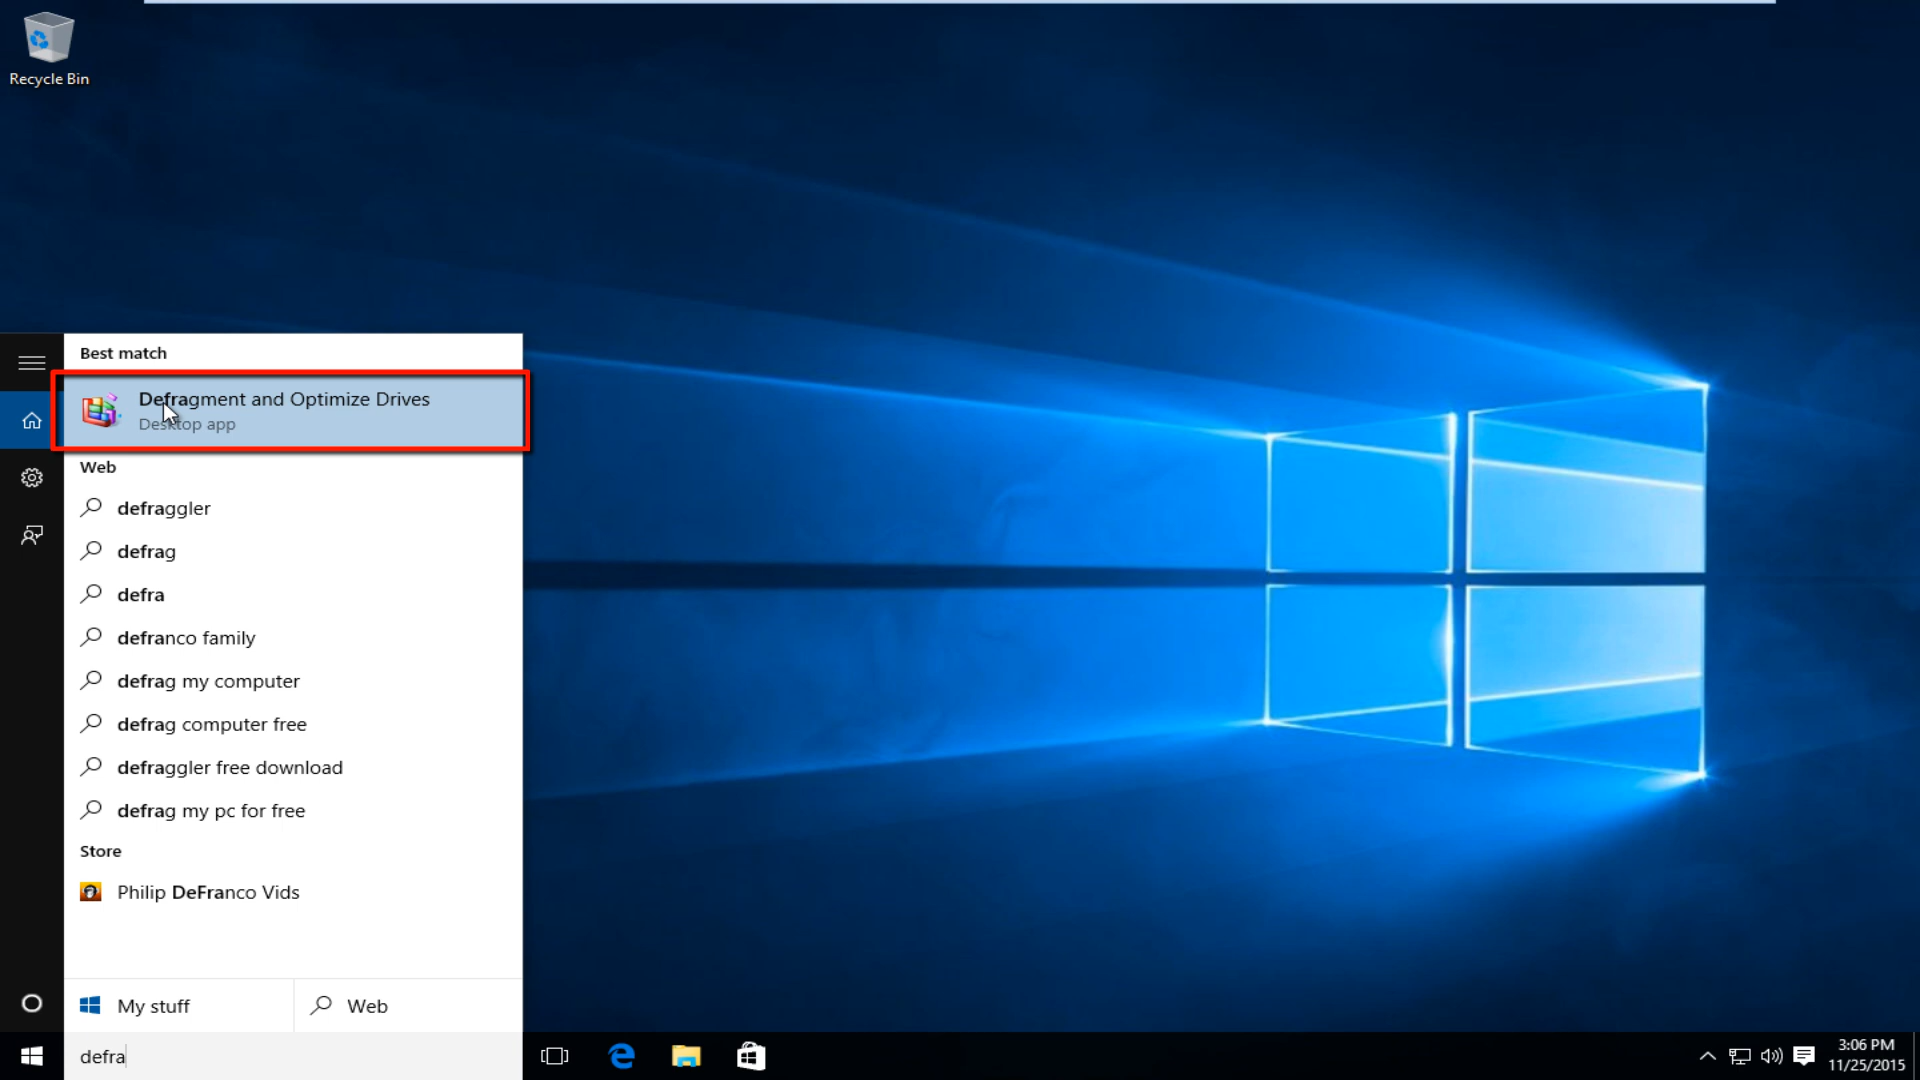 Recycle Bin
Best match
Defragment and Optimize Drives
Desktop app
Web
defraggler
defrag
defra
defranco family
defrag my computer
defrag computer free
defraggler free download
defrag my pc for free
Store
Philip DeFranco Vids
My stuff
Web
defra
3:06 PM
11/25/2015